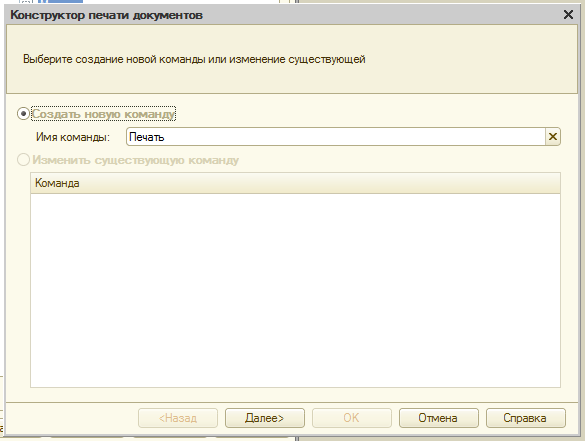 Конструктор печати документов
Выберите создание новой команды или изменение существующей
Создать новую команду
Имя команды: Печать
Изменить существующую команду
Команда
<Назад Далее> OK Отмена Справка